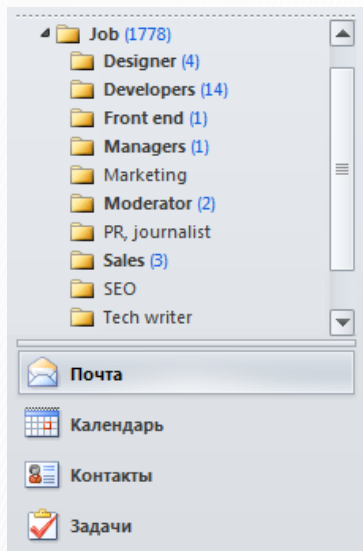 Job (1778)
Designer (4)
Developers (14)
Front end (1)
Managers (1)
Marketing
Moderator (2)
PR, journalist
Sales (3)
SEO
Tech writer
Почта
Календарь
Контакты
Задачи